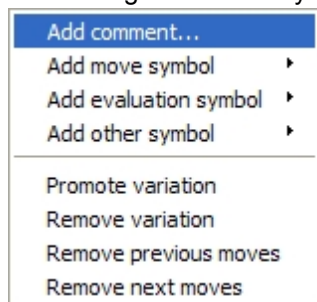 Add comment...
Add move symbol
Add evaluation symbol
Add other symbol
Promote variation
Remove variation
Remove previous moves
Remove next moves